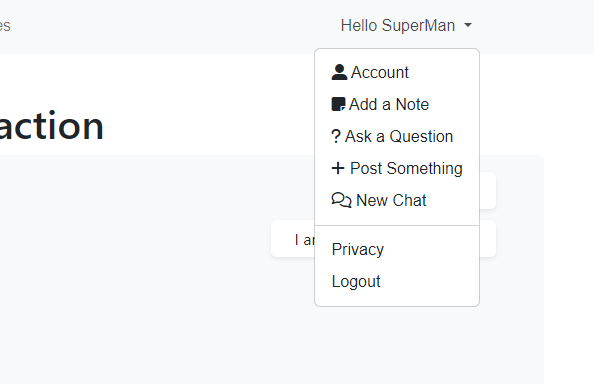 es
Hello SuperMan
action
Account
Add a Note
? Ask a Question
+ Post Something
New Chat
I ar
Privacy
Logout